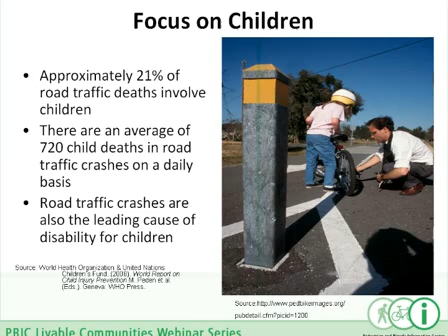 Focus on Children
• Approximately 21% of
road traffic deaths involve
children
• There are an average of
720 child deaths in road
traffic crashes on a daily
basis
• Road traffic crashes are
also the leading cause of
disability for children
Source: World Health Organization & United Nations
Children's Fund. (2008). World Report on
Child Injury Prevention M. Peden et al.
(Eds.). Geneva: WHO Press.
Source:http://www.pedbikeimages.org/
pubdetail.cfm?picid=1200
PBIC Livable Communities Webinar Series